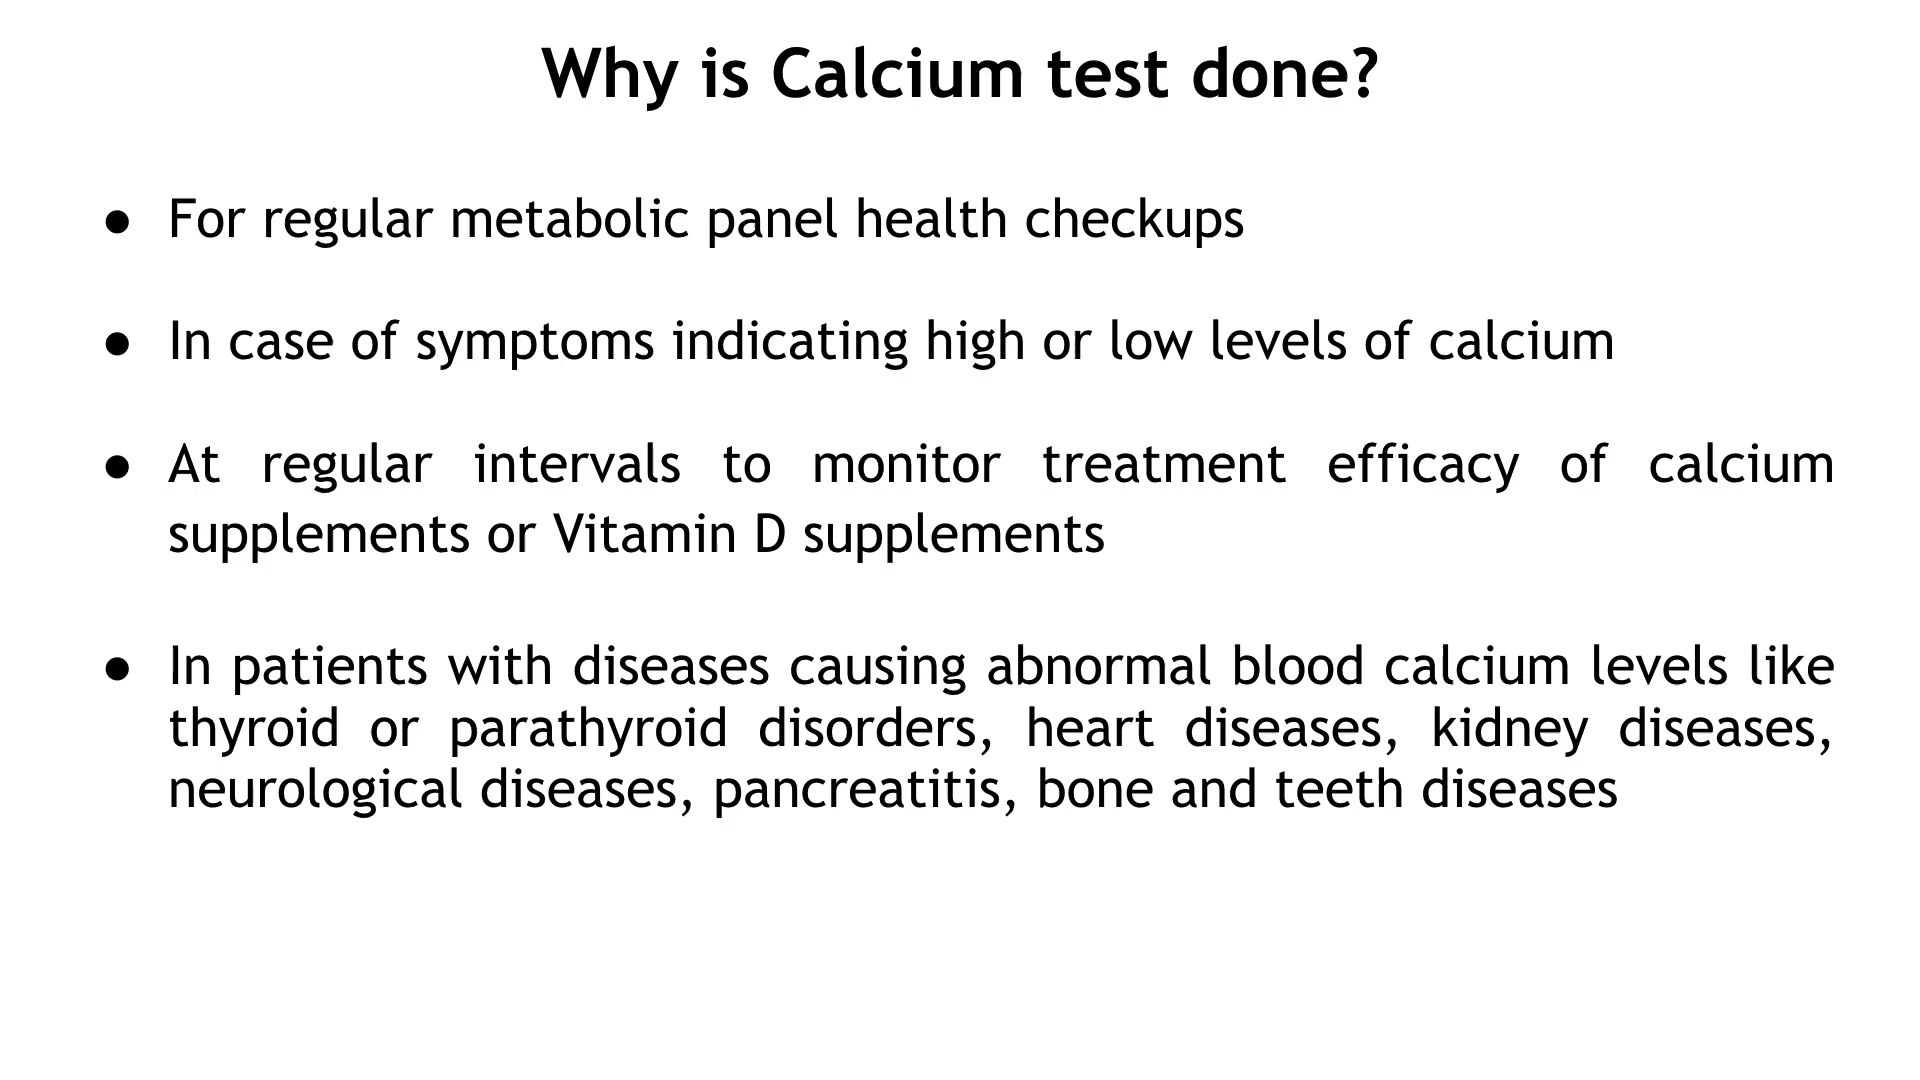 Why is Calcium test done?
● For regular metabolic panel health checkups
● In case of symptoms indicating high or low levels of calcium
● At regular intervals to monitor treatment efficacy of calcium
supplements or Vitamin D supplements
● In patients with diseases causing abnormal blood calcium levels like
thyroid or parathyroid disorders, heart diseases, kidney diseases,
neurological diseases, pancreatitis, bone and teeth diseases